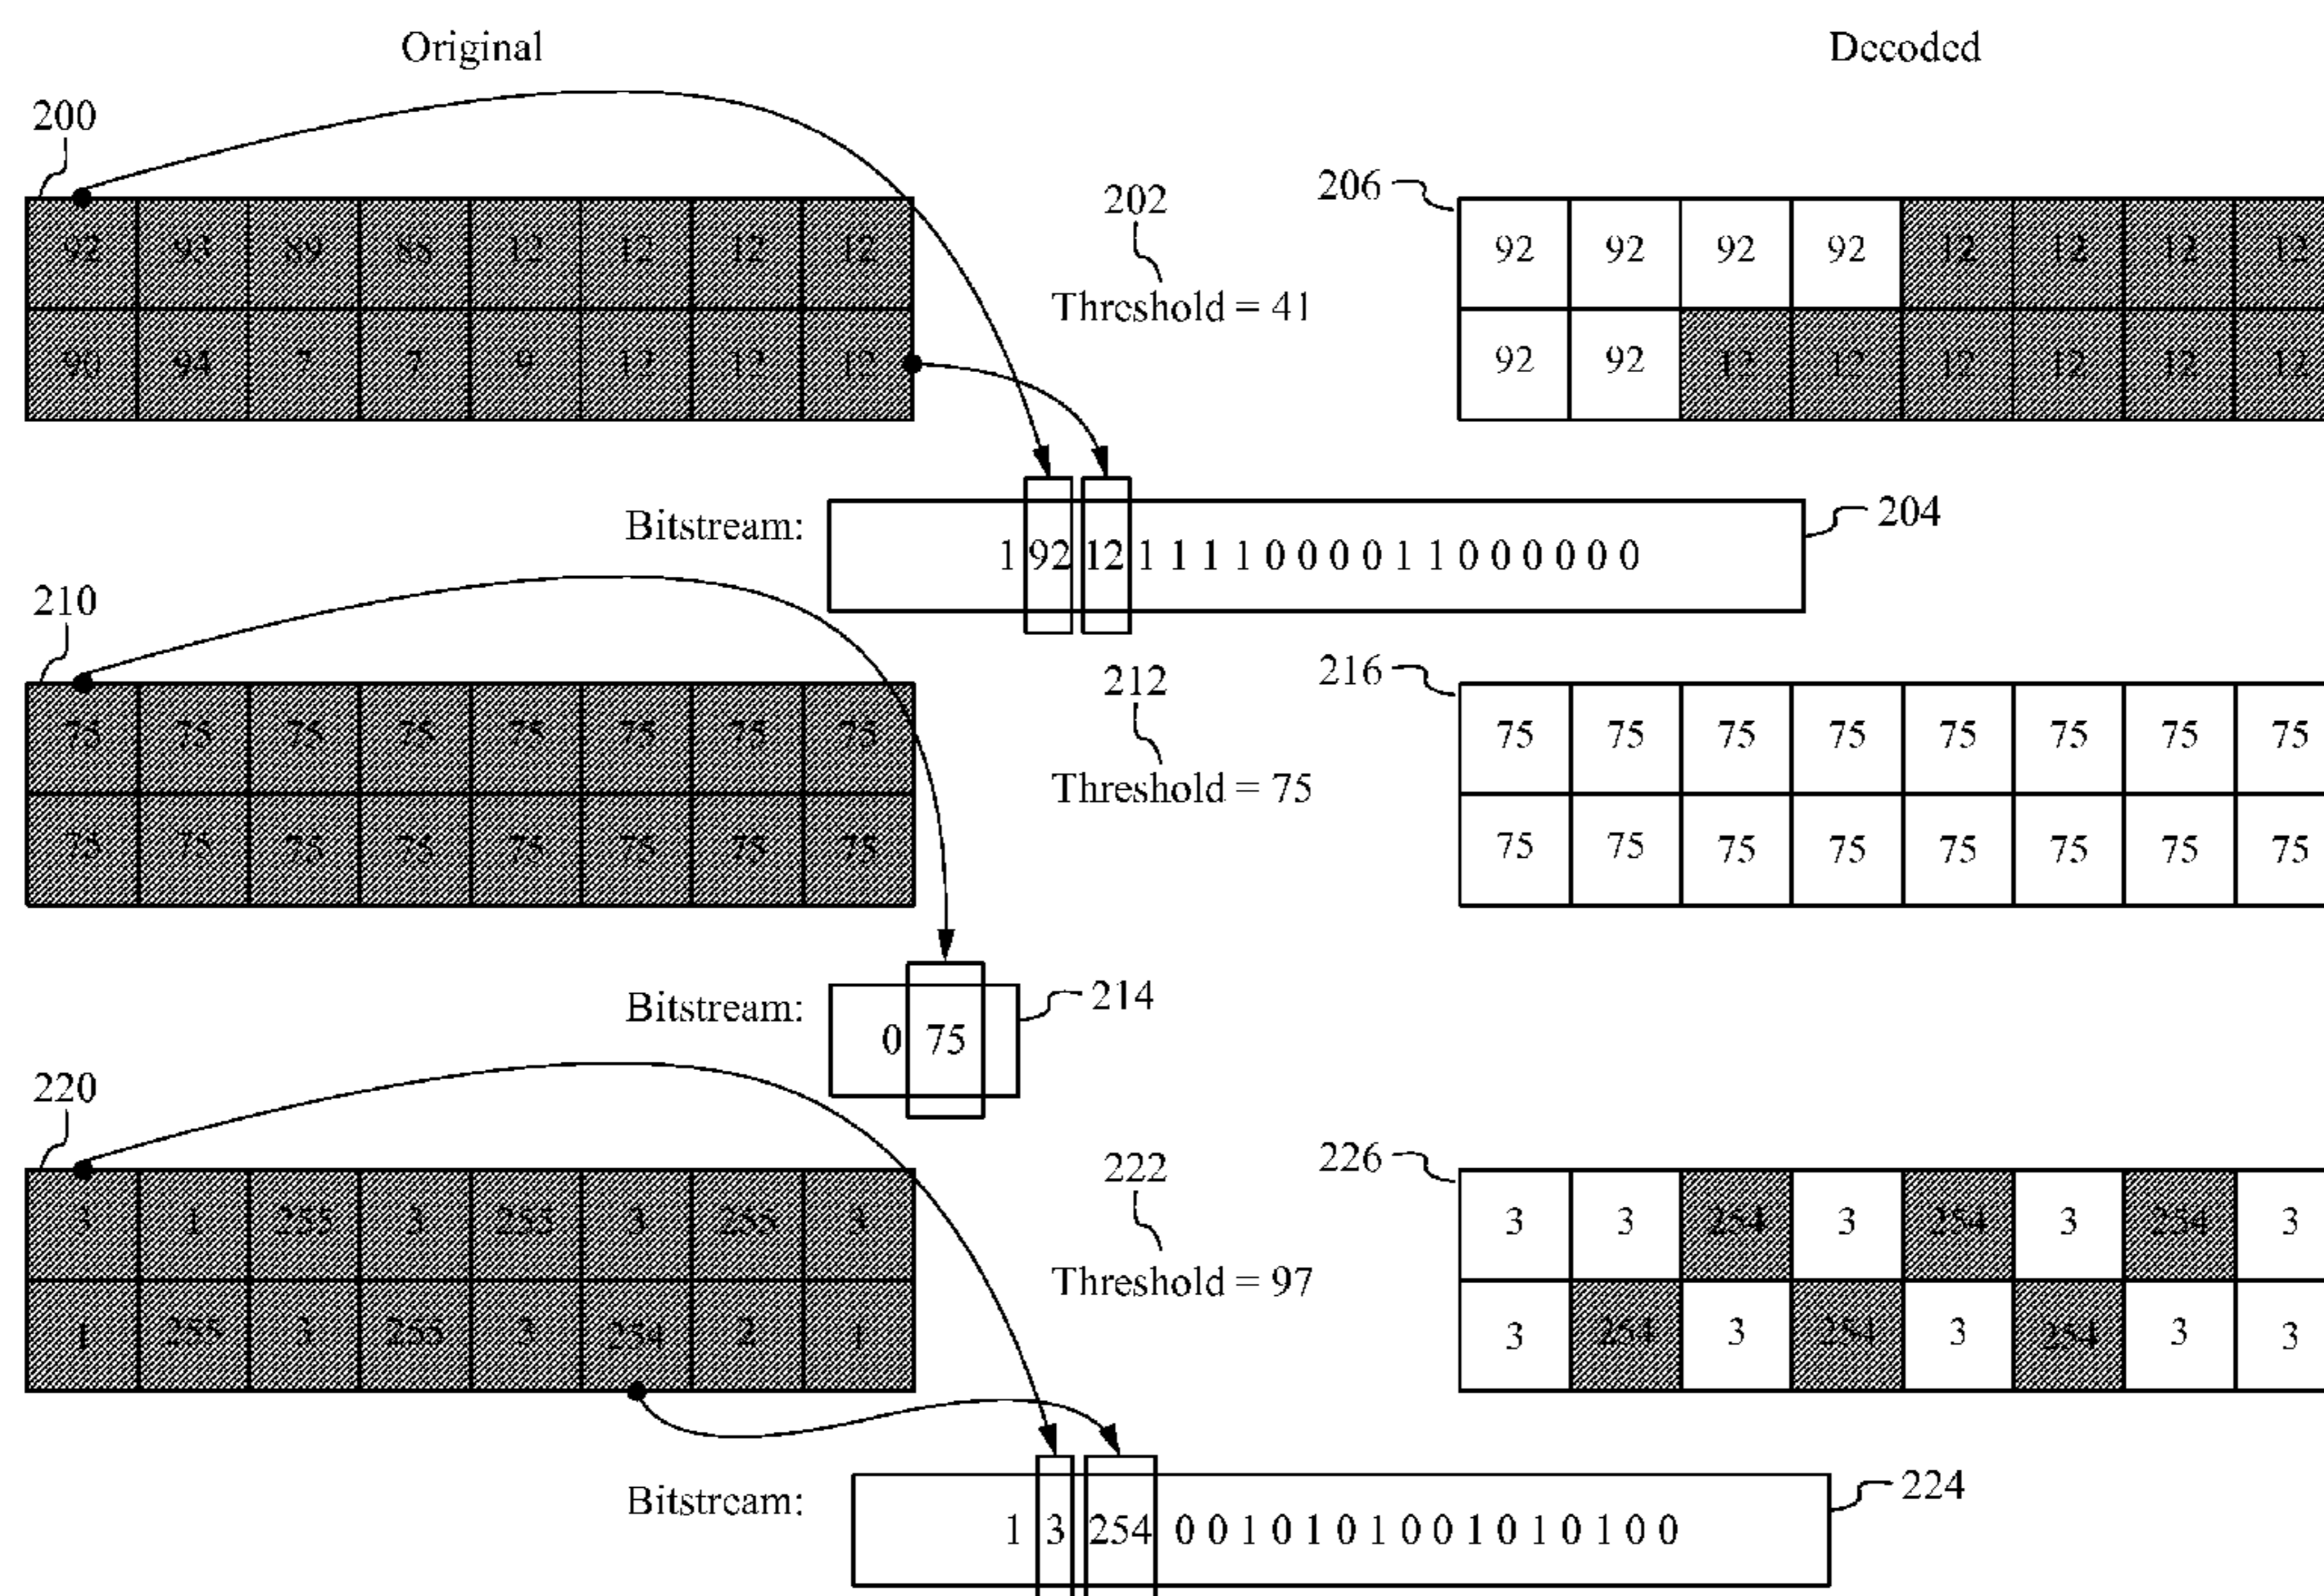 Original Decoded
200
202
206
92 93 89 88 12 12 12 12
92 92 92 92 12 12 12 12
Threshold = 41
90 94 7 7 9 12 12
92 92 12 12 12 12 12 12
Bitstream:
1 92 12 1 1 1 1 0 0 0 0 1 1 0 0 0 0 0 0
204
210
212
216
75 75 75 75 75 75 75 75
75 75 75 75 75 75 75 75
Threshold = 75
75 75 75 75 75 75 75 75
75 75 75 75 75 75 75 75
Bitstream:
0 75
214
220
222
226
3 1 255 3 255 3 255 3
3 3 254 3 254 3 254 3
Threshold = 97
1 255 3 255 3 254 2 1
3 254 3 254 3 254 3 3
Bitstream:
1 3 254 0 0 1 0 1 0 1 0 0 1 0 1 0 1 0 0
224